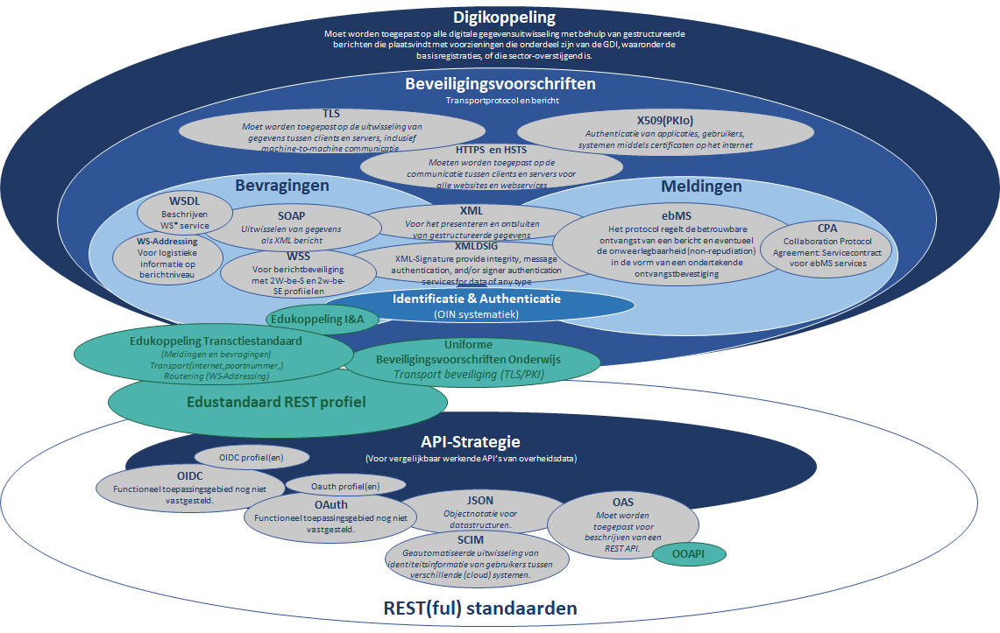 Digikoppeling
Moet worden toegepast op alle digitale gegevensuitwisseling met behulp van gestructureerde
berichten die plaatsvindt met voorzieningen die onderdeel zijn van de GDI, waaronder de
basisregistraties, of die sector-overstijgend is.
Beveiligingsvoorschriften
Transportprotocol en bericht
TLS
Moet worden toegepast op de uitwisseling van
gegevens tussen clients en servers, inclusief
machine-to-machine communicatie.
X509(PKIo)
Authenticatie van applicaties, gebruikers,
systemen middels certificaten op het internet
HTTPS en HSTS
Moeten worden toegepast op de
communicatie tussen clients en servers voor
alle websites en webservices
Bevragingen
Meldingen
WSDL
Beschrijven
WS* service
SOAP
Uitwisselen van gegevens
als XML bericht
XML
Voor het presenteren en ontsluiten
van gestructureerde gegevens
ebMS
Het protocol regelt de betrouwbare
ontvangst van een bericht en eventueel
de onweerlegbaarheid (non-repudiation)
in de vorm van een ondertekende
ontvangstbevestiging
CPA
Collaboration Protocol
Agreement: Servicecontract
voor ebMS services
WS-Addressing
Voor logistieke
informatie op
berichtniveau
WSS
Voor berichtbeveiliging
met 2W-be-S en 2w-be-
SE profiielen
XMLDSIG
XML-Signature provide integrity, message
authentication, and/or signer authentication
services for data of any type
Identificatie & Authenticatie
(OIN systematiek)
Edukoppeling I&A
Edukoppeling Transctiestandaard
(Meldingen en bevragingen)
Transport(Internet,poortnummer,)
Routering (WS-Addressing)
Uniforme
Beveiligingsvoorschriften Onderwijs
Transport beveiliging (TLS/PKI)
Edustandaard REST profiel
API-Strategie
(Voor vergelijkbaar werkende API's van overheidsdata)
OIDC profiel(en)
OIDC
Functioneel toepassingsgebied nog niet
vastgesteld.
Oauth profiel(en)
OAuth
Functioneel toepassingsgebied nog niet
vastgesteld.
JSON
Objectnotatie voor
datastructuren.
OAS
Moet worden
toegepast voor
beschrijven van een
REST API.
SCIM
Geautomatiseerde uitwisseling van
identiteitsinformatie van gebruikers tussen
verschillende (cloud) systemen.
OOAPI
REST(ful) standaarden